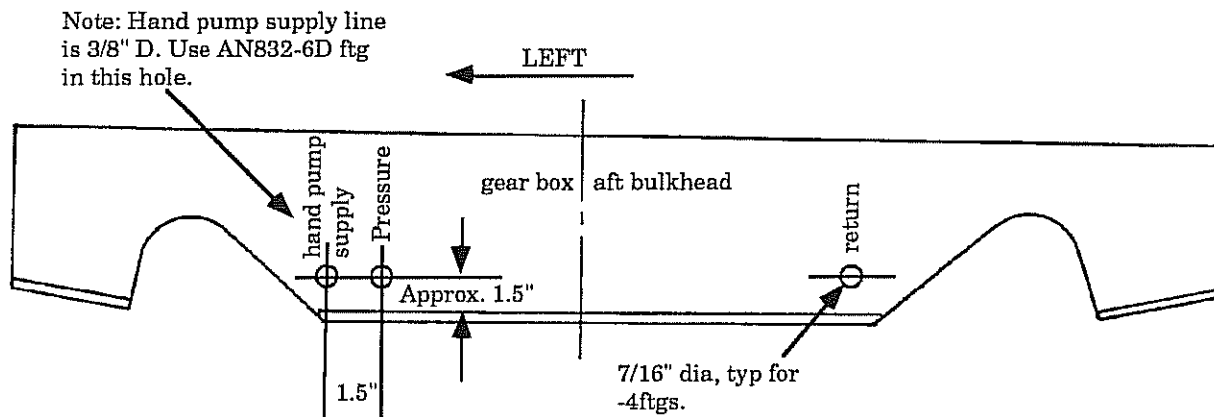 Note: Hand pump supply line
is 3/8" D. Use AN832-6D ftg
in this hole.
LEFT
hand pump
supply
Pressure
gear box aft bulkhead
return
Approx. 1.5"
1.5"
7/16" dia, typ for
-4ftgs.